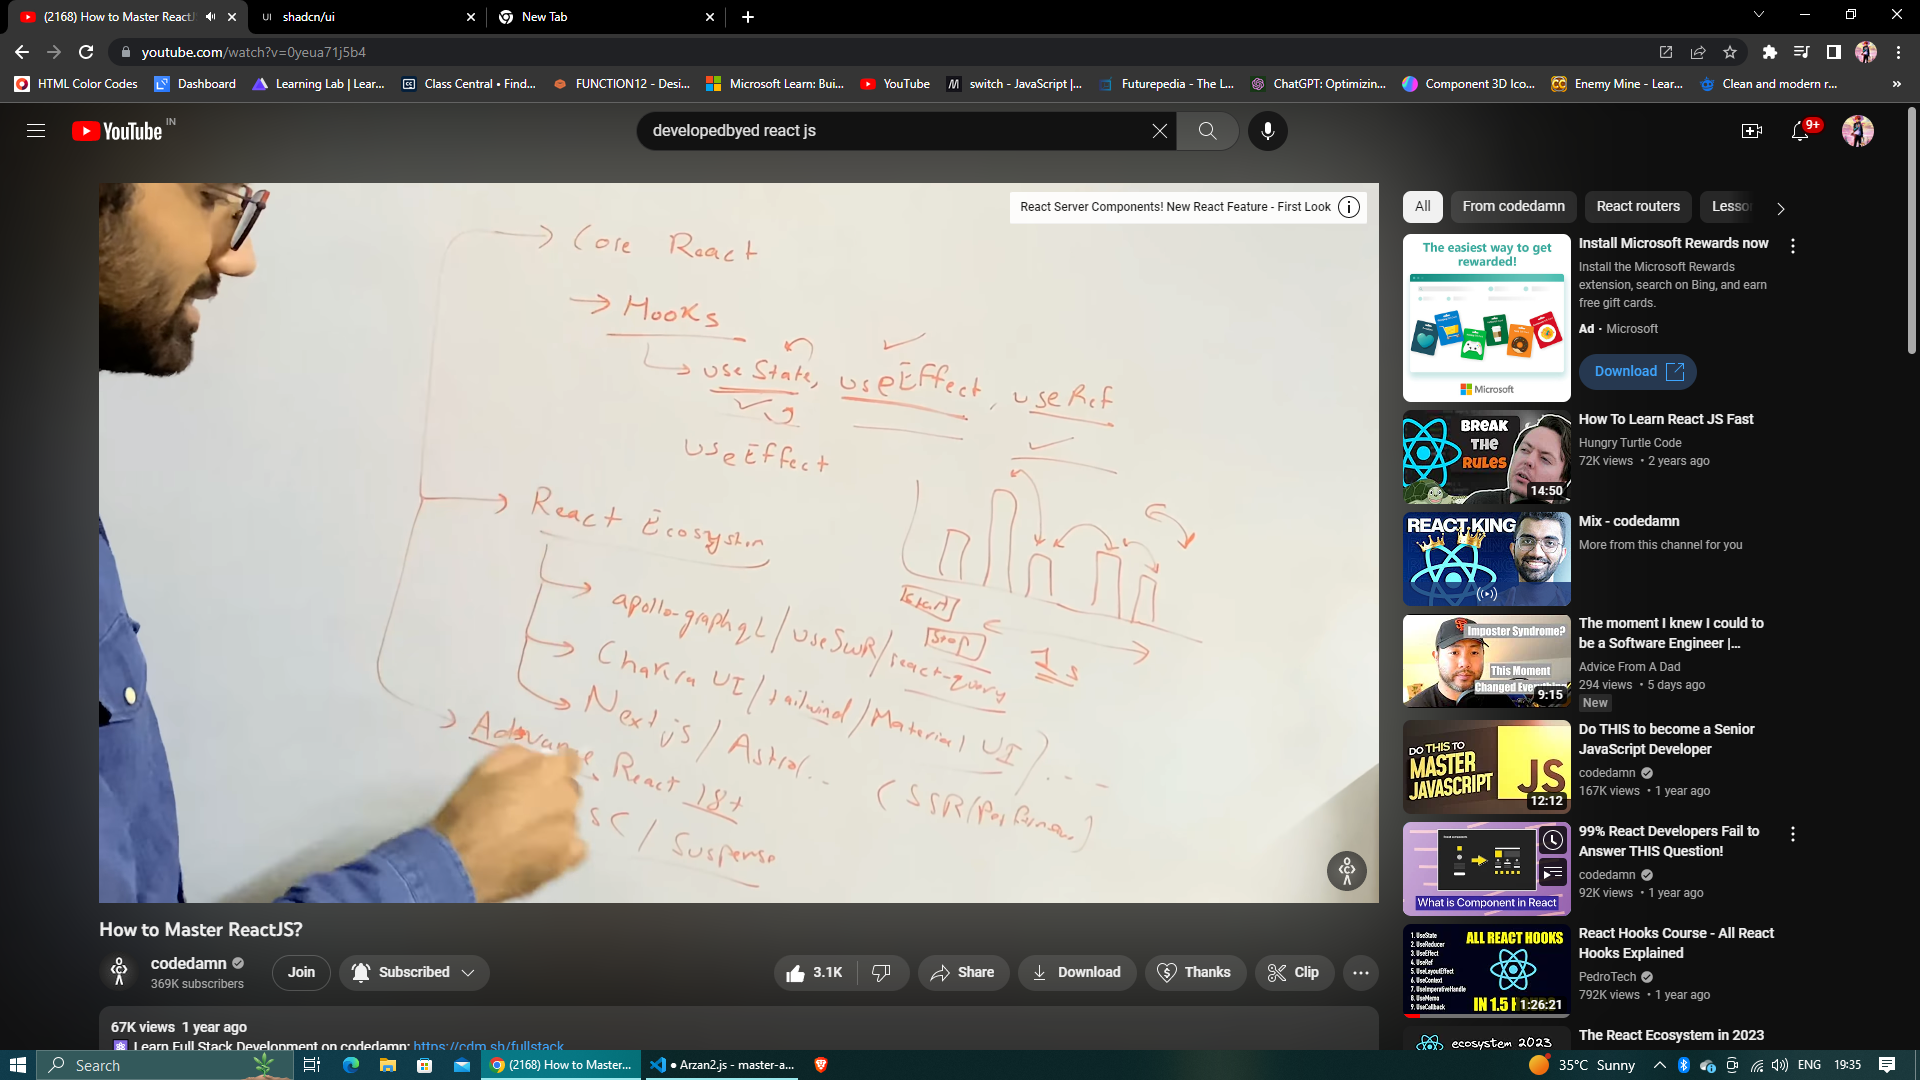 (2168) How to Master ReactJ
shadcn/ui
New Tab
youtube.com/watch?v=0yeua71j5b4
HTML Color Codes
Dashboard
Learning Lab | Lear...
Class Central • Find...
FUNCTION12 - Desi...
Microsoft Learn: Bui...
YouTube
switch - JavaScript |...
Futurepedia - The L...
ChatGPT: Optimizin...
Component 3D Ico...
Enemy Mine - Lear...
Clean and modern r...
YouTube IN
developedbyed react js
9+
React Server Components! New React Feature - First Look
Core React
Hooks
useState, useEffect, useRef
useEffect
React Ecosystem
apollo-graphqL / useSWR / react-query
Chakra UI / tailwind / Material UI / ...
Next js / Astro/... (SSR/Performan)
Start
Stop
1 s
Advance React 18+
SC / Suspense
How to Master ReactJS?
codedamn
369K subscribers
Join
Subscribed
3.1K
Share
Download
Thanks
Clip
67K views 1 year ago
Learn Full Stack Development on codedamn: https://cdm.sh/fullstack
All
From codedamn
React routers
Lesso
The easiest way to get rewarded!
Microsoft
Install Microsoft Rewards now
Install the Microsoft Rewards
extension, search on Bing, and earn
free gift cards.
Ad • Microsoft
Download
BREAK THE RULES
14:50
How To Learn React JS Fast
Hungry Turtle Code
72K views • 2 years ago
REACT KING
Mix - codedamn
More from this channel for you
Imposter Syndrome?
This Moment
Changed Everything
9:15
The moment I knew I could to
be a Software Engineer |...
Advice From A Dad
294 views • 5 days ago
New
DO THIS TO
MASTER
JAVASCRIPT
JS
12:12
Do THIS to become a Senior
JavaScript Developer
codedamn
167K views • 1 year ago
What is Component in React
99% React Developers Fail to
Answer THIS Question!
codedamn
92K views • 1 year ago
ALL REACT HOOKS
1. UseState
2. UseReducer
3. UseEffect
4. UseRef
5. UseLayoutEffect
6. UseContext
7. UseImperativeHandle
8. UseMemo
9. UseCallback
IN 1.5
1:26:21
React Hooks Course - All React
Hooks Explained
PedroTech
792K views • 1 year ago
ecosystem 2023
The React Ecosystem in 2023
Search
(2168) How to Master...
Arzan2.js - master-a...
35°C Sunny
ENG
19:35